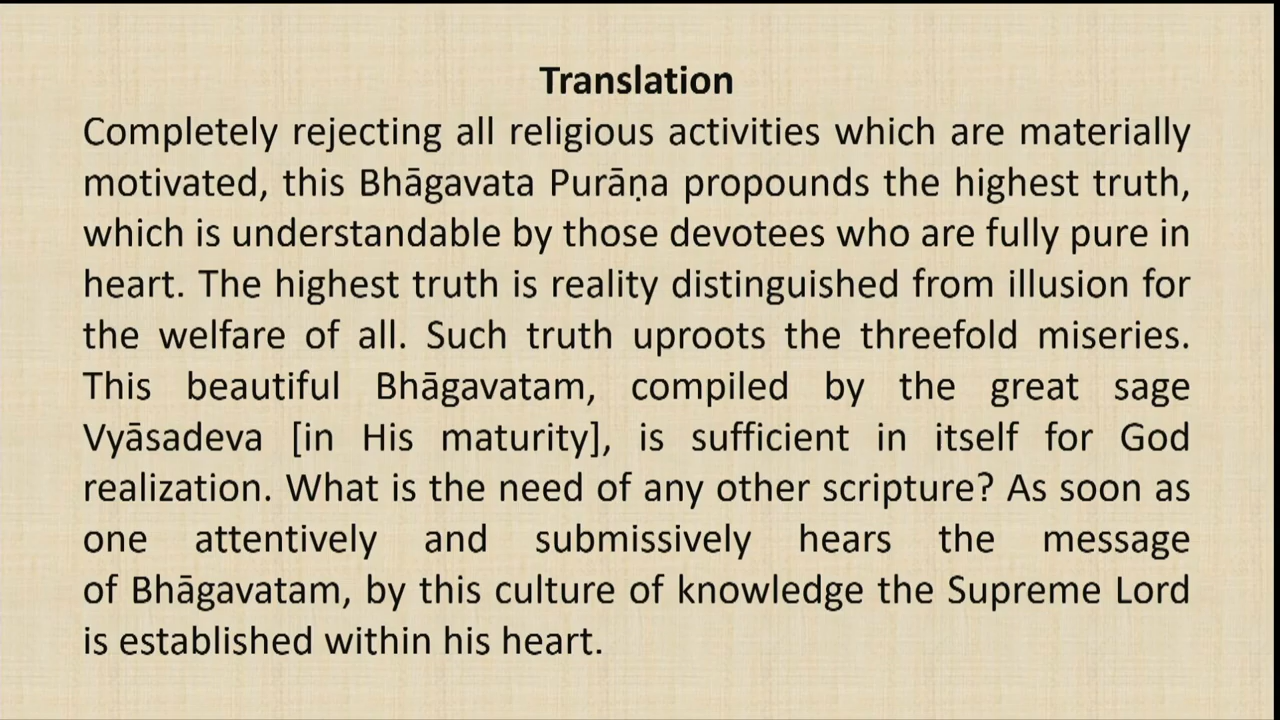 Translation
Completely rejecting all religious activities which are materially
motivated, this Bhāgavata Purāṇa propounds the highest truth,
which is understandable by those devotees who are fully pure in
heart. The highest truth is reality distinguished from illusion for
the welfare of all. Such truth uproots the threefold miseries.
This beautiful Bhāgavatam, compiled by the great sage
Vyāsadeva [in His maturity], is sufficient in itself for God
realization. What is the need of any other scripture? As soon as
one attentively and submissively hears the message
of Bhāgavatam, by this culture of knowledge the Supreme Lord
is established within his heart.